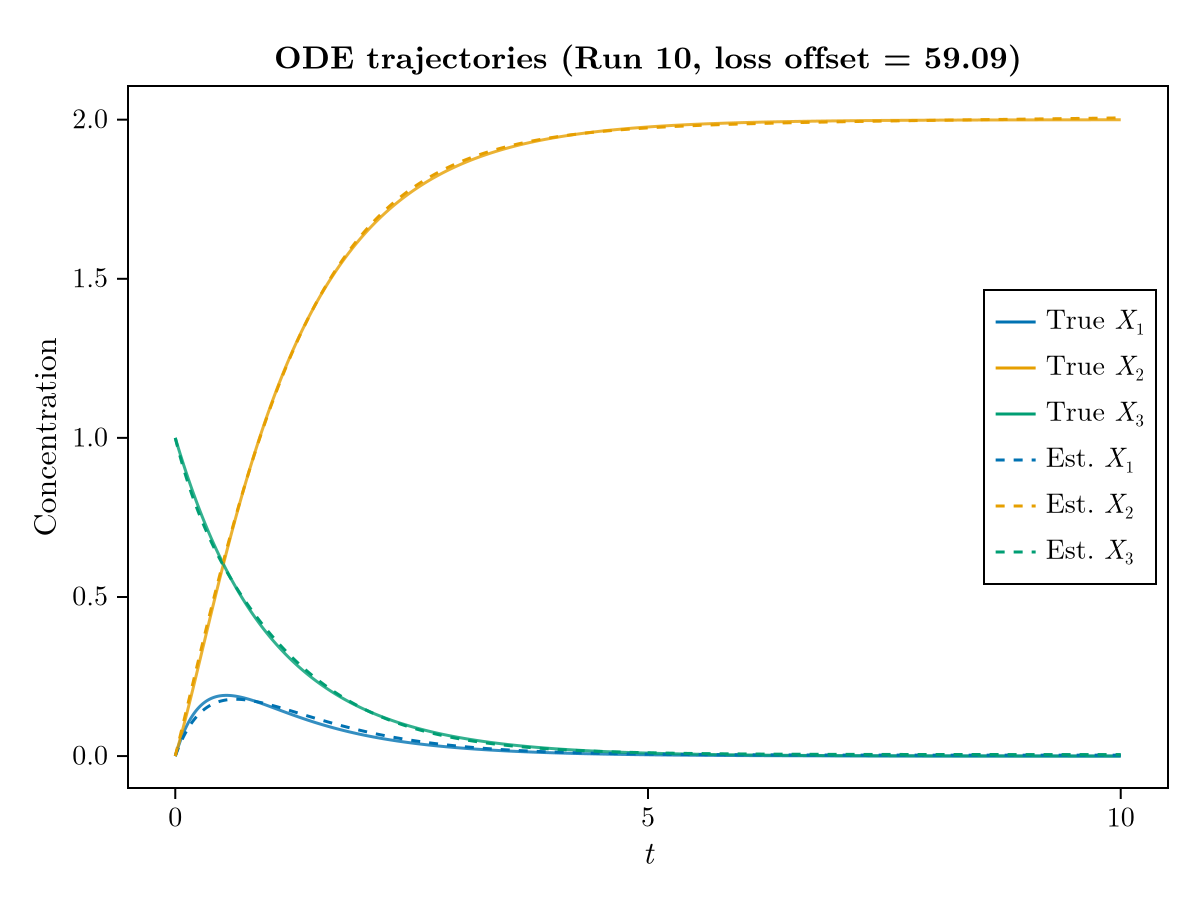 ODE trajectories (Run 10, loss offset = 59.09)
2.0
1.5
1.0
0.5
0.0
Concentration
0
5
10
t
True X₁
True X₂
True X₃
Est. X₁
Est. X₂
Est. X₃